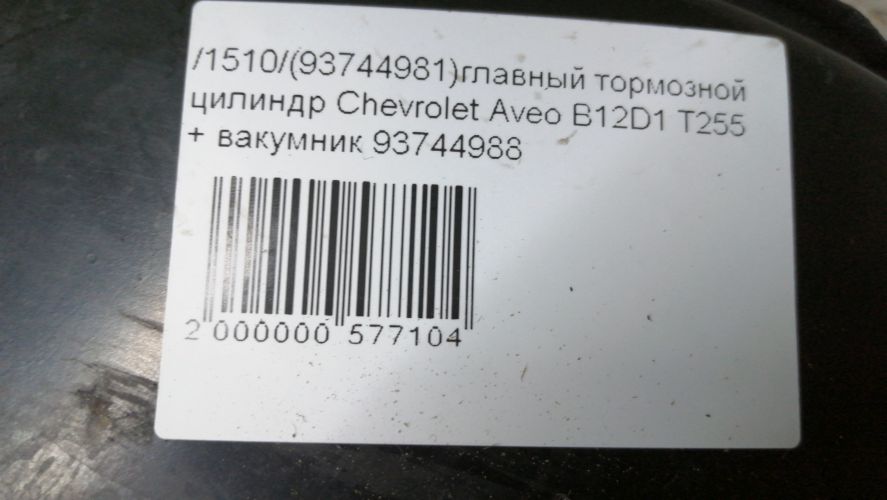 /1510/(93744981)главный тормозной
цилиндр Chevrolet Aveo B12D1 T255
+ вакумник 93744988
2 000000 577104